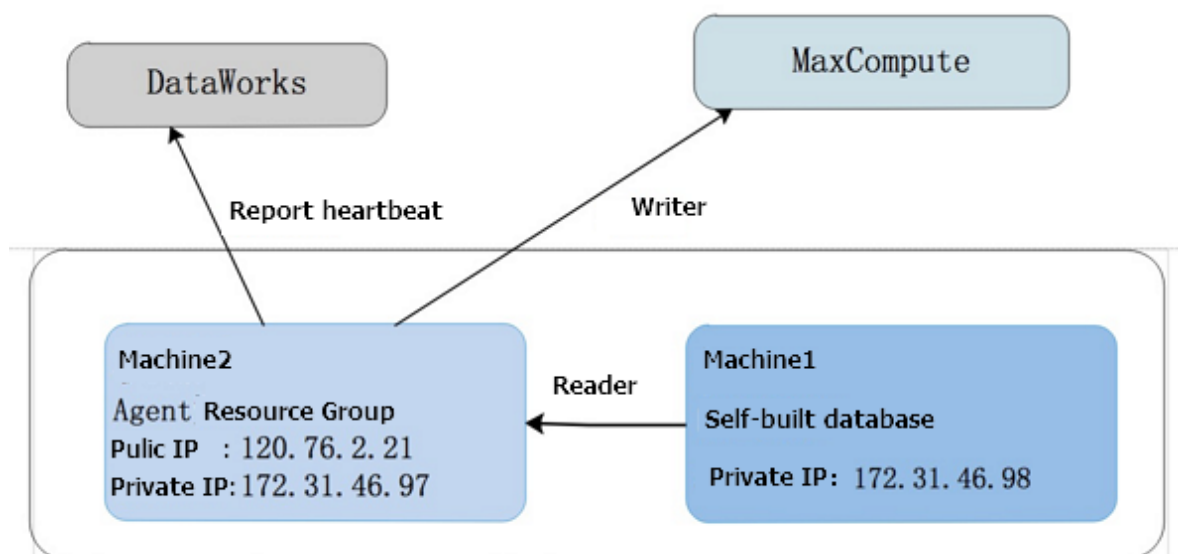 DataWorks
MaxCompute
Report heartbeat
Writer
Machine2
Agent Resource Group
Pulic IP : 120.76.2.21
Private IP: 172.31.46.97
Reader
Machine1
Self-built database
Private IP: 172.31.46.98